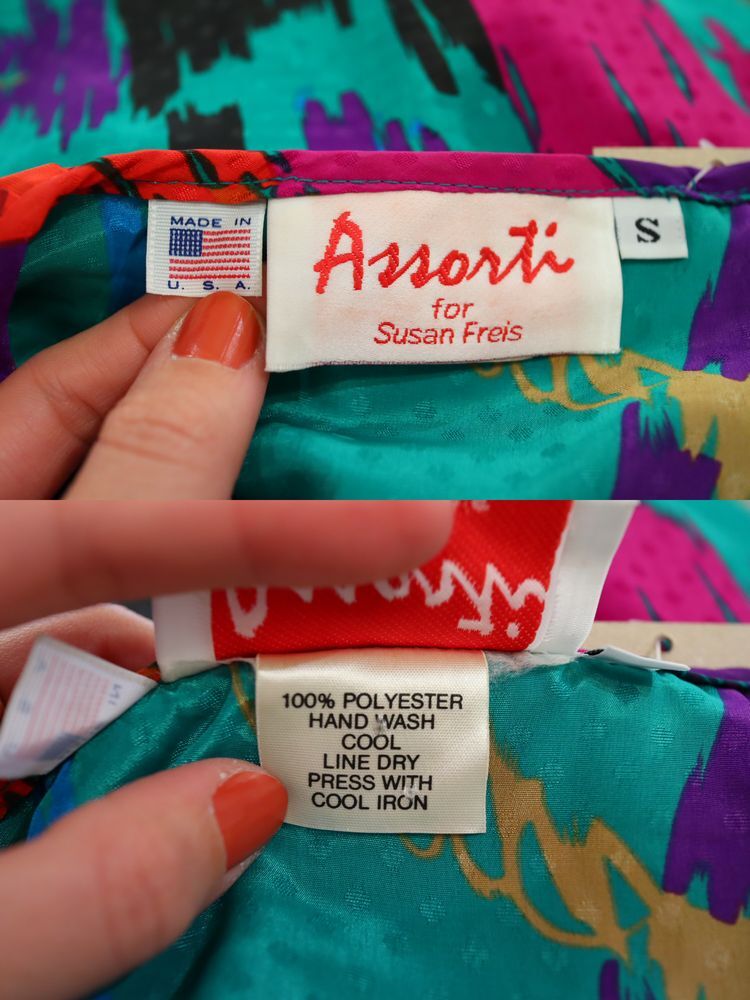 MADE IN
U. S. A.
Assorti
for
Susan Freis
S
100% POLYESTER
HAND WASH
COOL
LINE DRY
PRESS WITH
COOL IRON